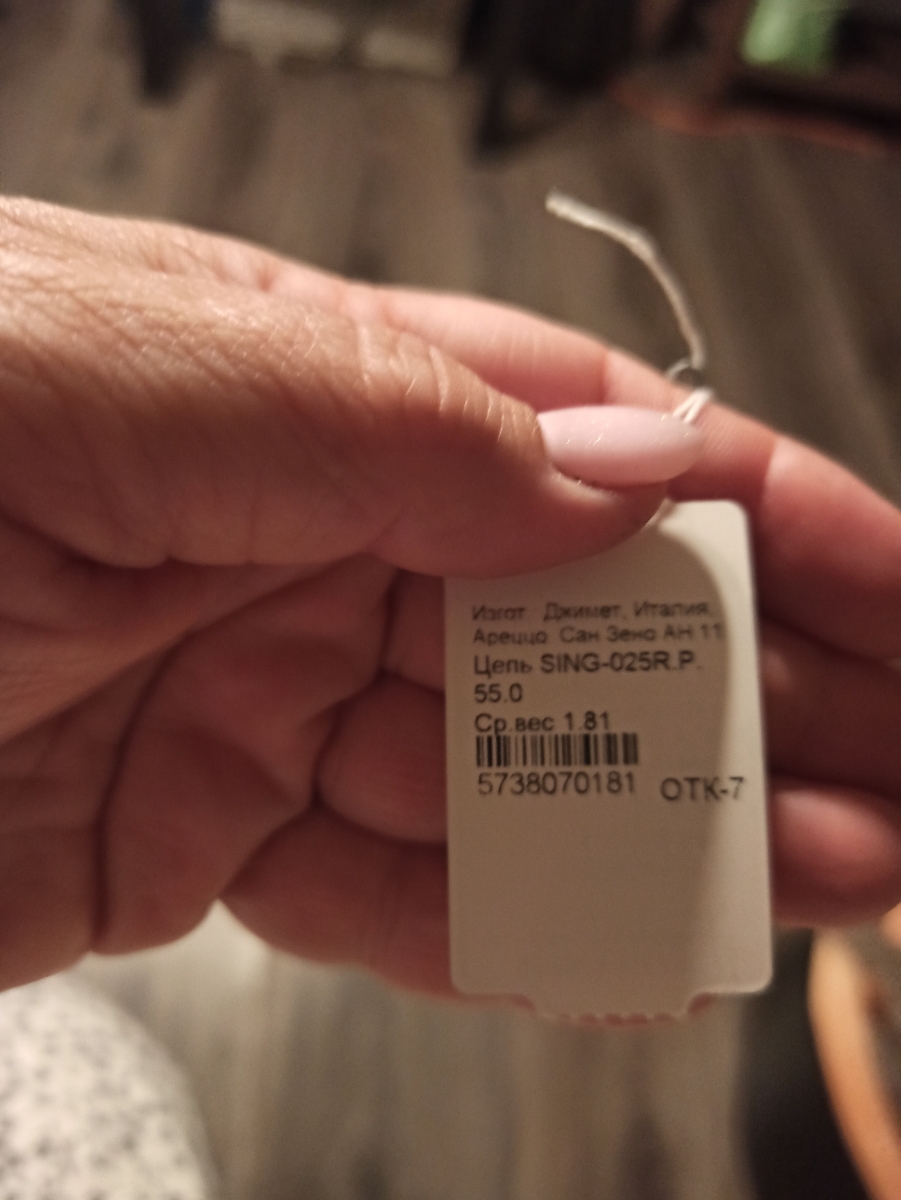 Изгот.: Джимет, Италия,
Ареццо. Сан Зено АН 11
Цепь SING-025R.P.
55.0
Ср.вес 1.81
5738070181 ОТК-7